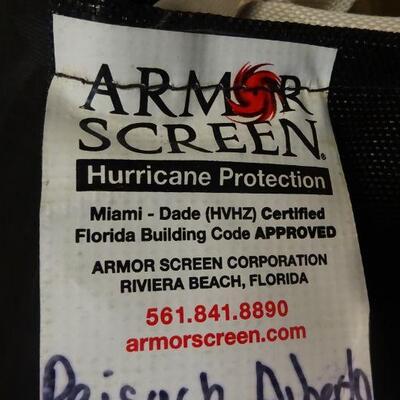 ARMOR
SCREEN®
Hurricane Protection
Miami - Dade (HVHZ) Certified
Florida Building Code APPROVED
ARMOR SCREEN CORPORATION
RIVIERA BEACH, FLORIDA
561.841.8890
armorscreen.com